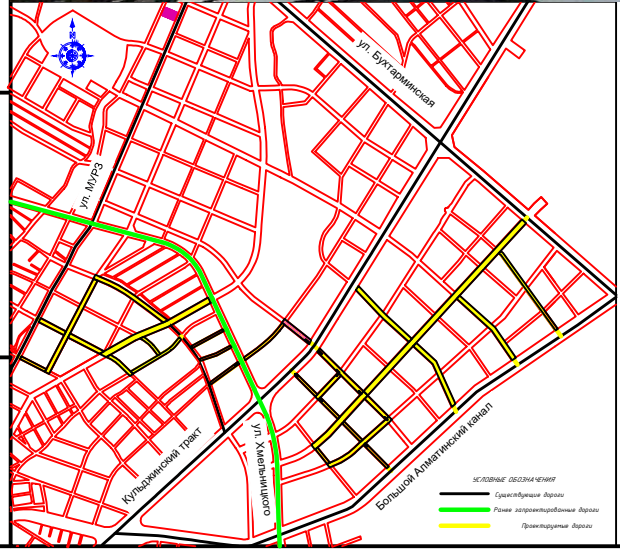 ул. Бухтарминская
ул. МУРЗ
Кульджинский тракт
ул. Хмельницкого
Большой Алматинский канал
УСЛОВНЫЕ ОБОЗНАЧЕНИЯ
Существующие дороги
Ранее запроектированные дороги
Проектируемые дороги